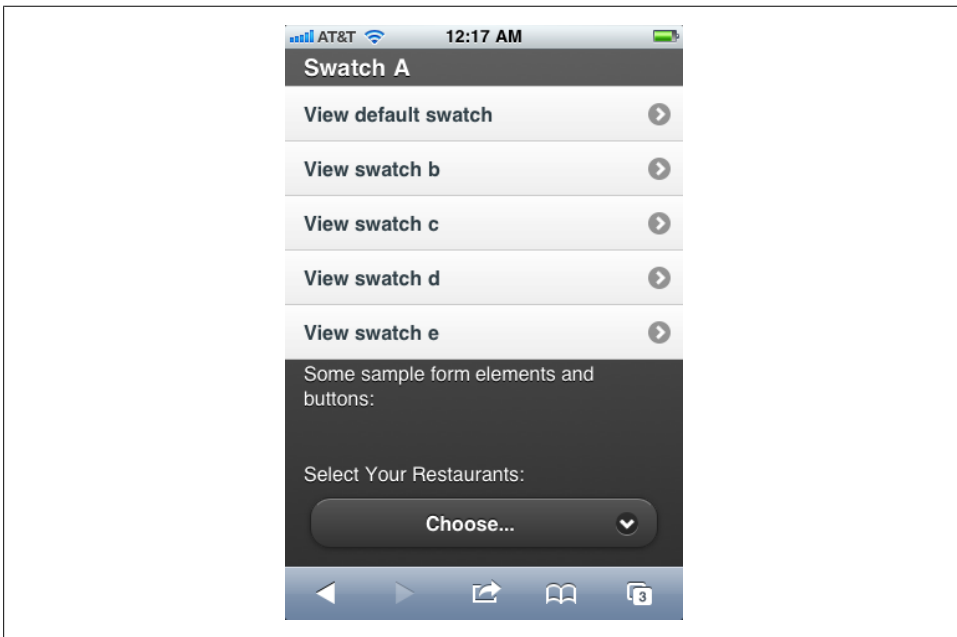 AT&T 12:17 AM
Swatch A
View default swatch
View swatch b
View swatch c
View swatch d
View swatch e
Some sample form elements and
buttons:
Select Your Restaurants:
Choose...
3